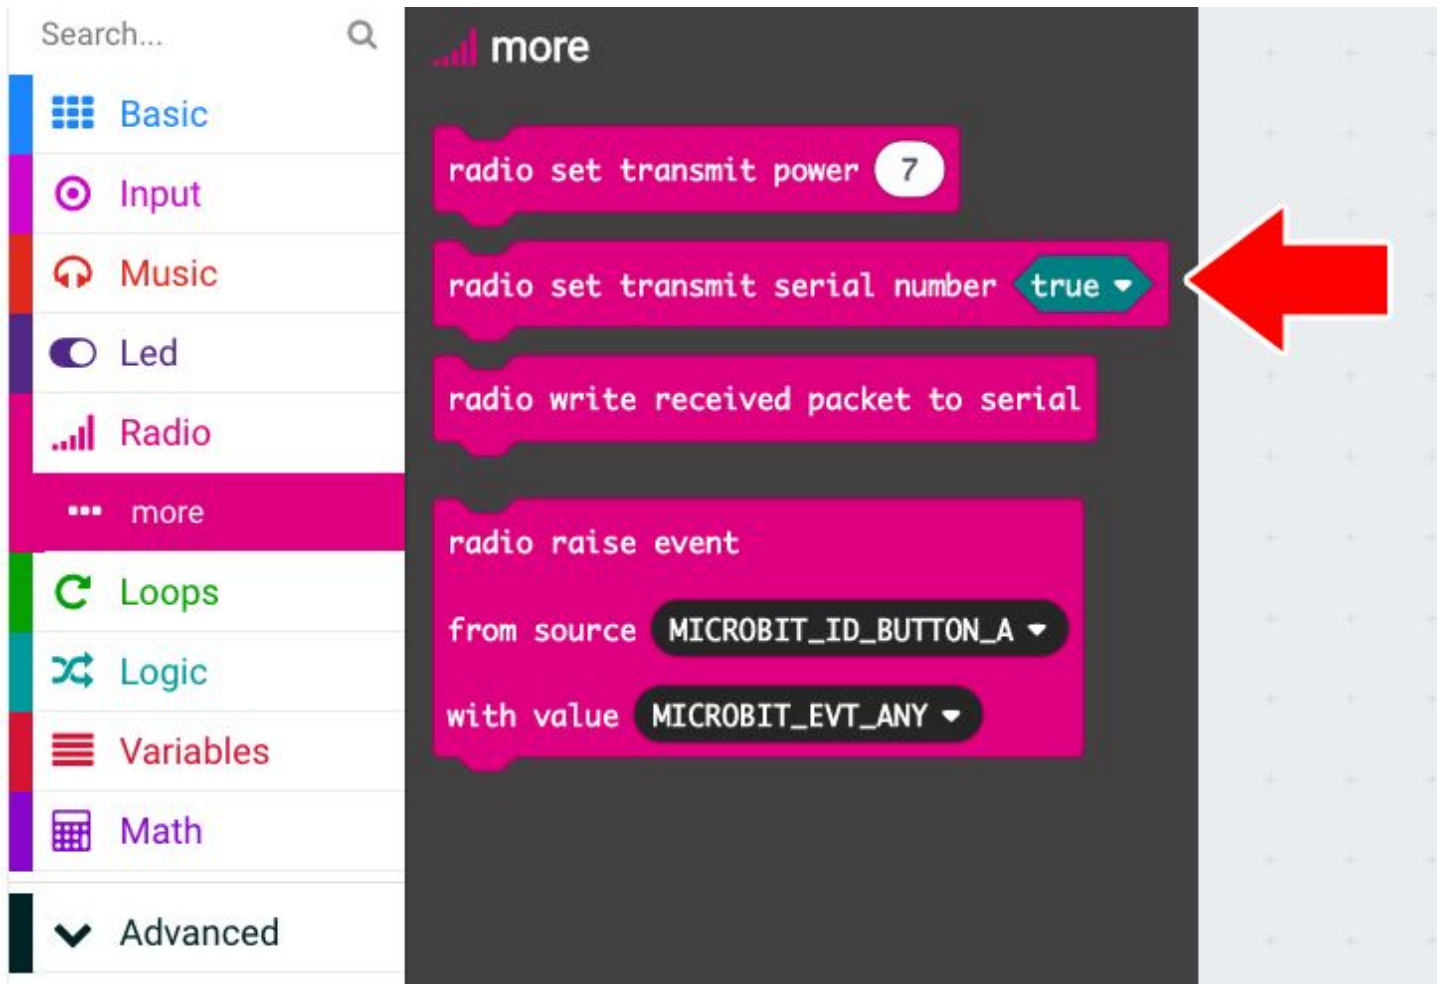 Search...
Basic
Input
Music
Led
Radio
more
Loops
Logic
Variables
Math
Advanced
more
radio set transmit power 7
radio set transmit serial number true
radio write received packet to serial
radio raise event
from source MICROBIT_ID_BUTTON_A
with value MICROBIT_EVT_ANY